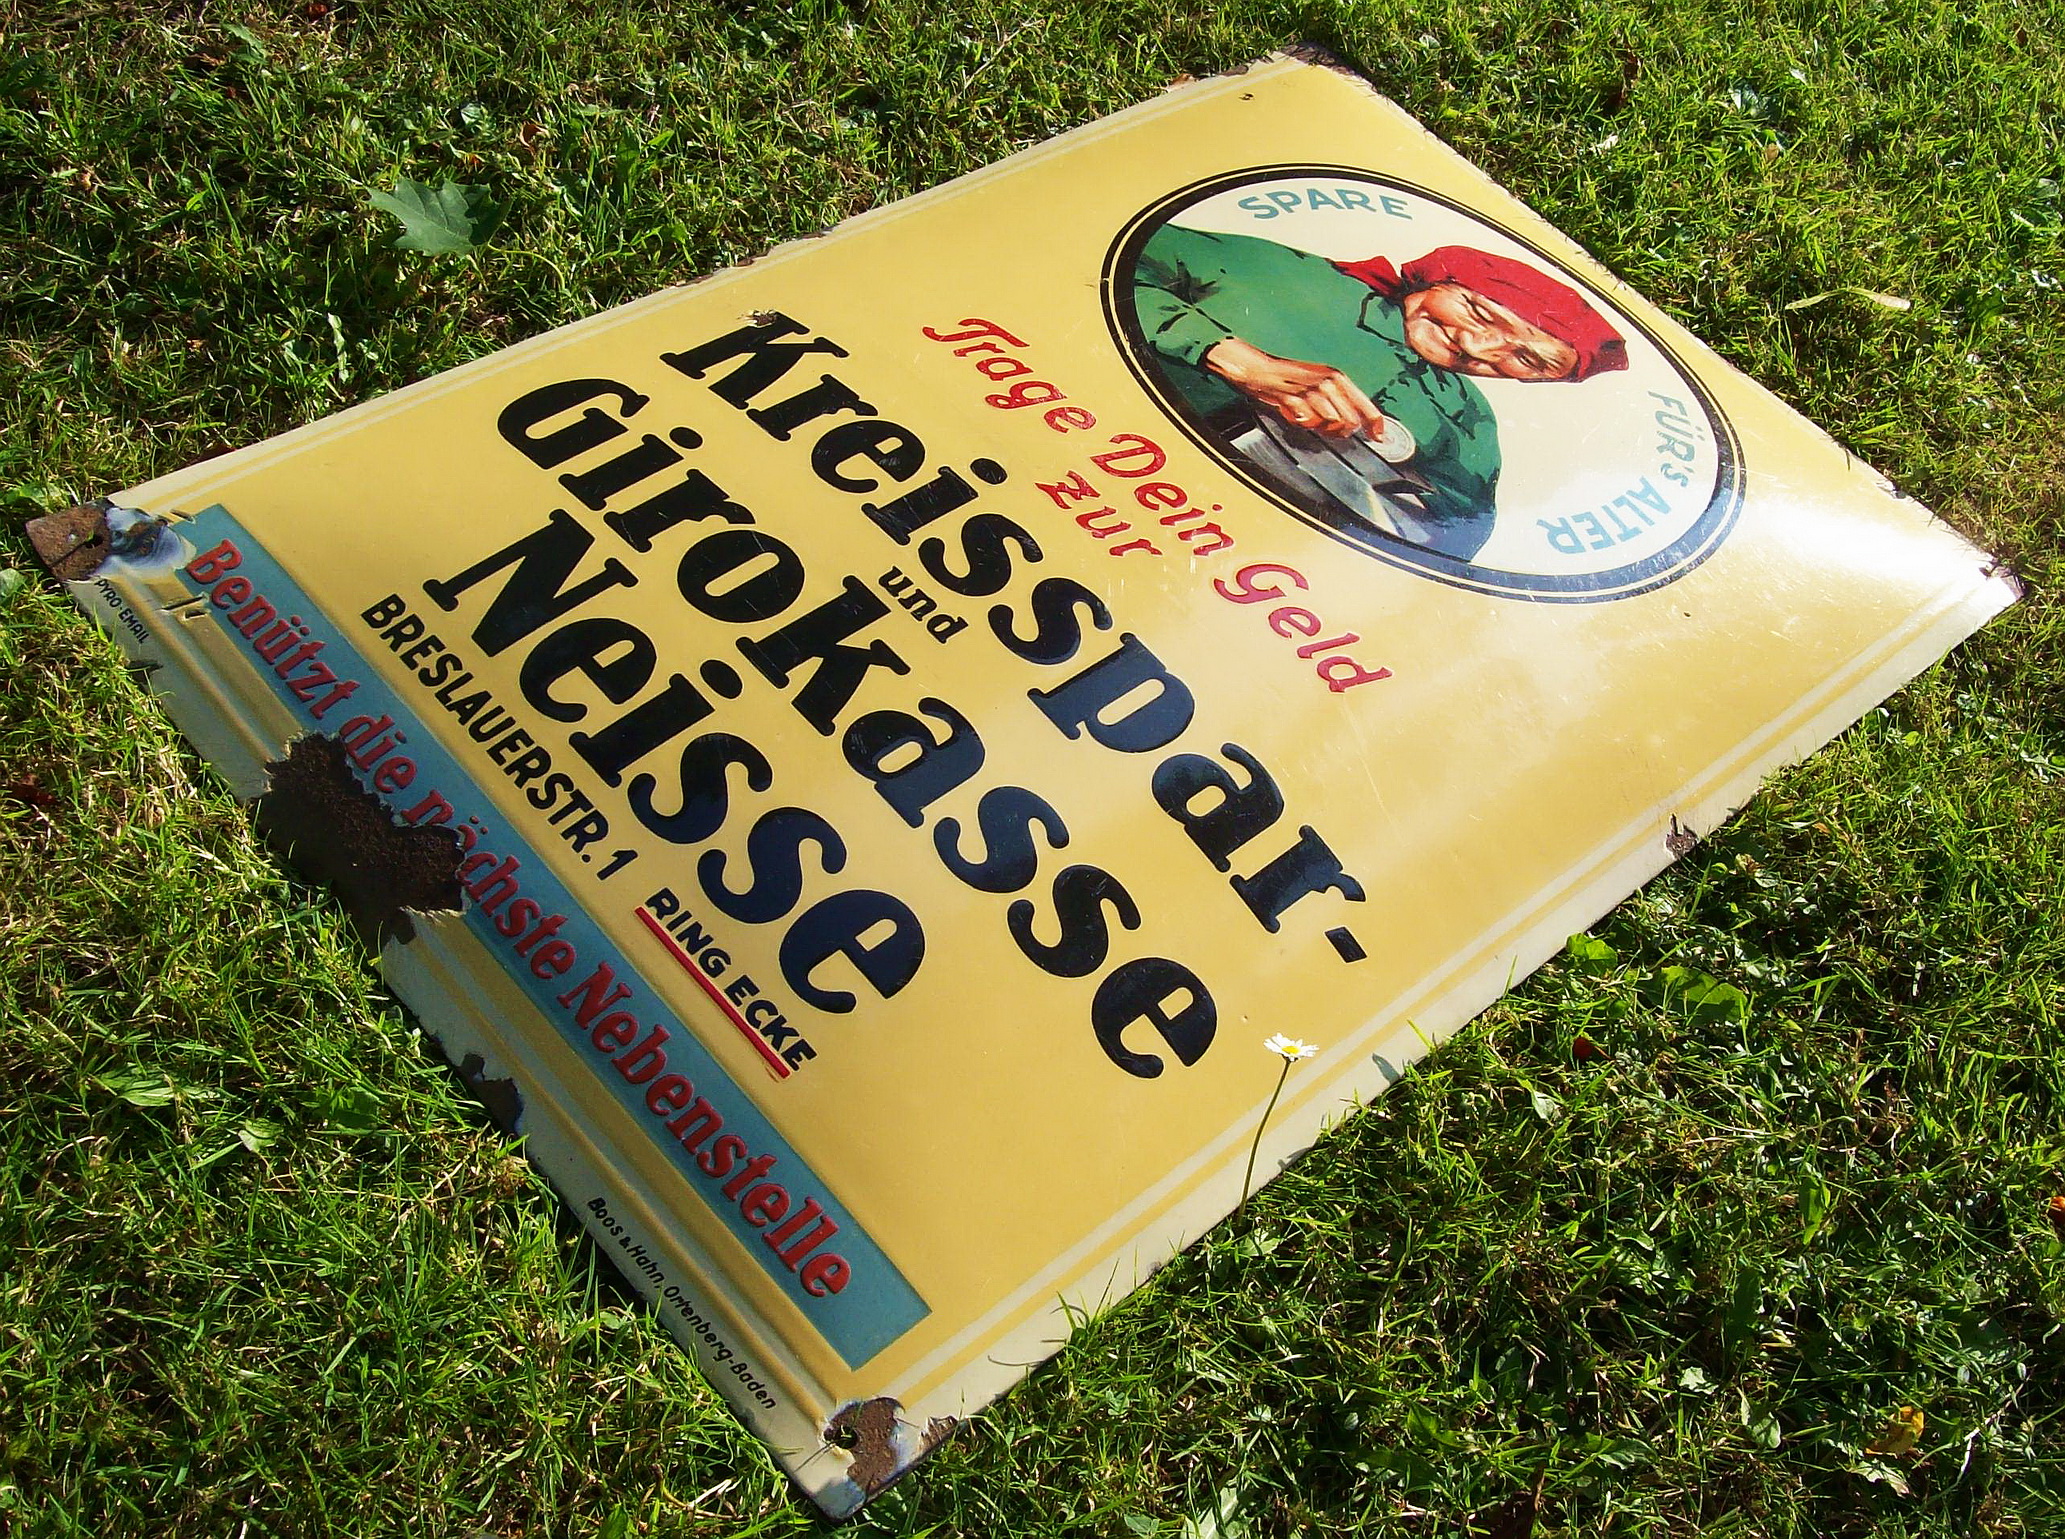 SPARE
FÜR'S ALTER
Trage Dein Geld
zur
Kreisspar-
und
Girokasse
Neisse
BRESLAUERSTR. 1 RING ECKE
Benützt die nächste Nebenstelle
PYRO-EMAIL
Boos & Hahn, Ortenberg-Baden